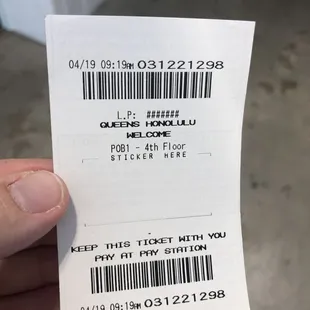 04/19 09:19AM 031221298
L.P: #######
QUEENS HONOLULU
WELCOME
POB1 - 4th Floor
STICKER HERE
KEEP THIS TICKET WITH YOU
PAY AT PAY STATION
04/19 09:19AM 031221298